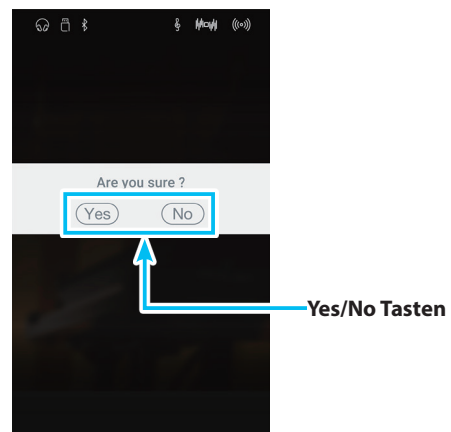 Are you sure ?
Yes No
Yes/No Tasten